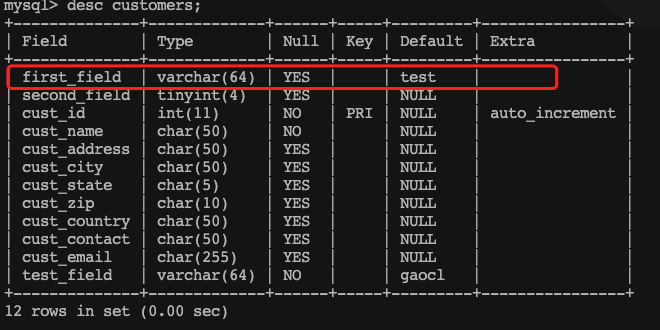 mysql> desc customers;
+--------------+-------------+------+-----+---------+----------------+
| Field | Type | Null | Key | Default | Extra |
+--------------+-------------+------+-----+---------+----------------+
| first_field | varchar(64) | YES | | test | |
| second_field | tinyint(4) | YES | | NULL | |
| cust_id | int(11) | NO | PRI | NULL | auto_increment |
| cust_name | char(50) | NO | | NULL | |
| cust_address | char(50) | YES | | NULL | |
| cust_city | char(50) | YES | | NULL | |
| cust_state | char(5) | YES | | NULL | |
| cust_zip | char(10) | YES | | NULL | |
| cust_country | char(50) | YES | | NULL | |
| cust_contact | char(50) | YES | | NULL | |
| cust_email | char(255) | YES | | NULL | |
| test_field | varchar(64) | NO | | gaocl | |
+--------------+-------------+------+-----+---------+----------------+
12 rows in set (0.00 sec)